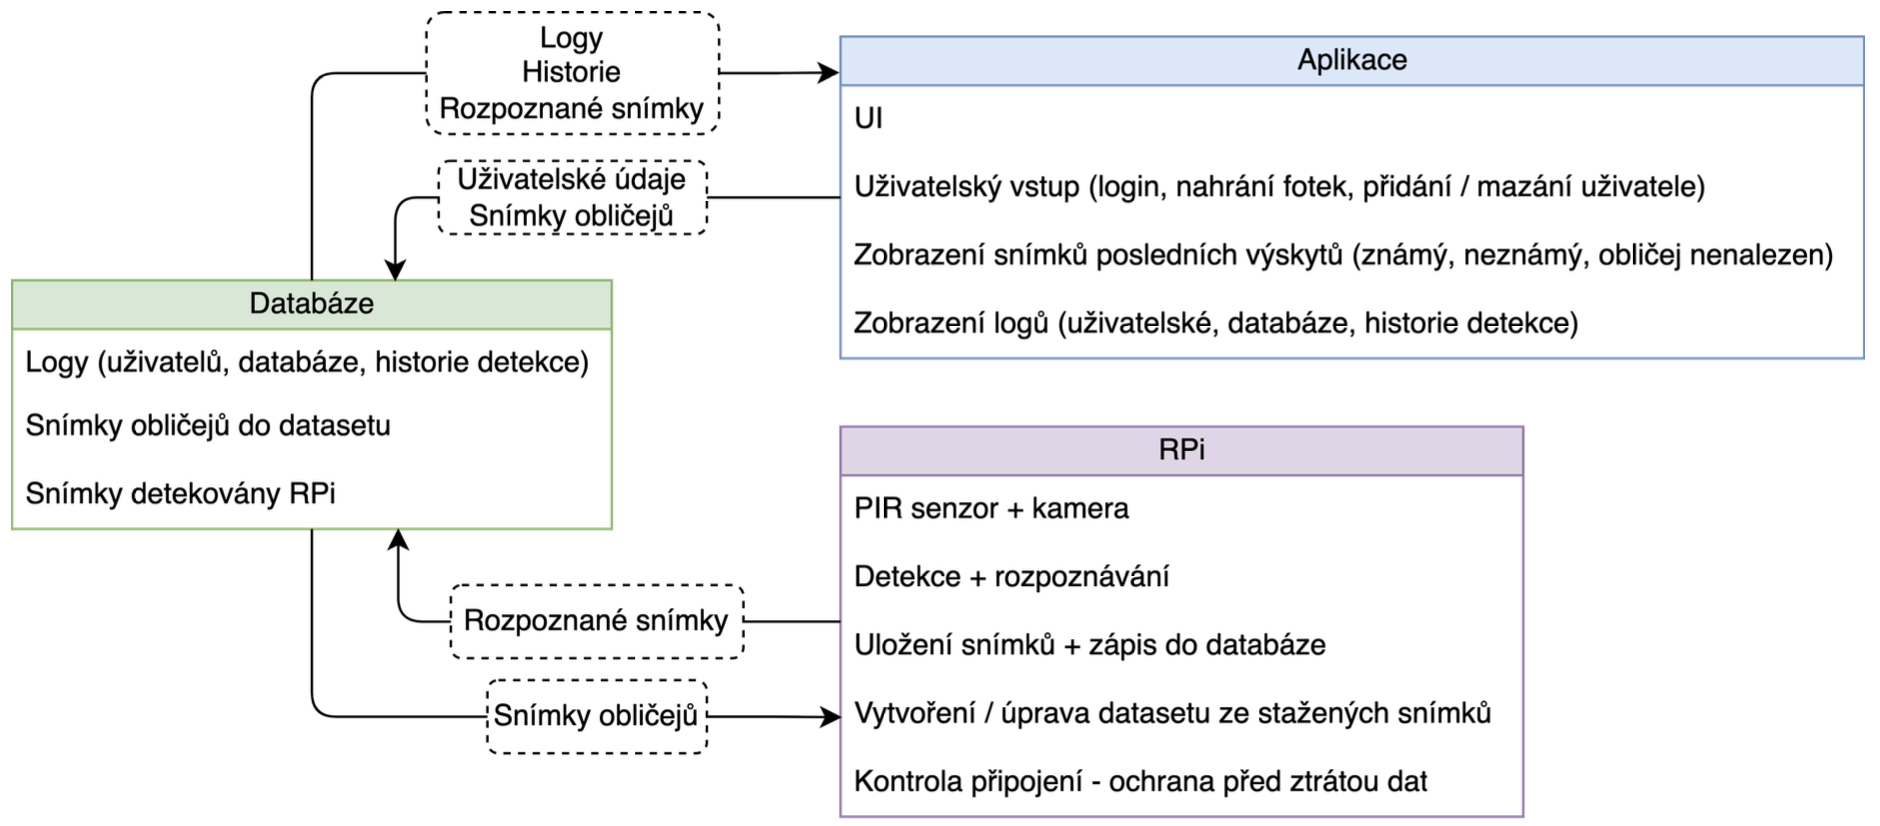 Logy
Historie
Rozpoznané snímky
Uživatelské údaje
Snímky obličejů
Aplikace
UI
Uživatelský vstup (login, nahrání fotek, přidání / mazání uživatele)
Zobrazení snímků posledních výskytů (známý, neznámý, obličej nenalezen)
Zobrazení logů (uživatelské, databáze, historie detekce)
Databáze
Logy (uživatelů, databáze, historie detekce)
Snímky obličejů do datasetu
Snímky detekovány RPi
Rozpoznané snímky
Snímky obličejů
RPi
PIR senzor + kamera
Detekce + rozpoznávání
Uložení snímků + zápis do databáze
Vytvoření / úprava datasetu ze stažených snímků
Kontrola připojení - ochrana před ztrátou dat